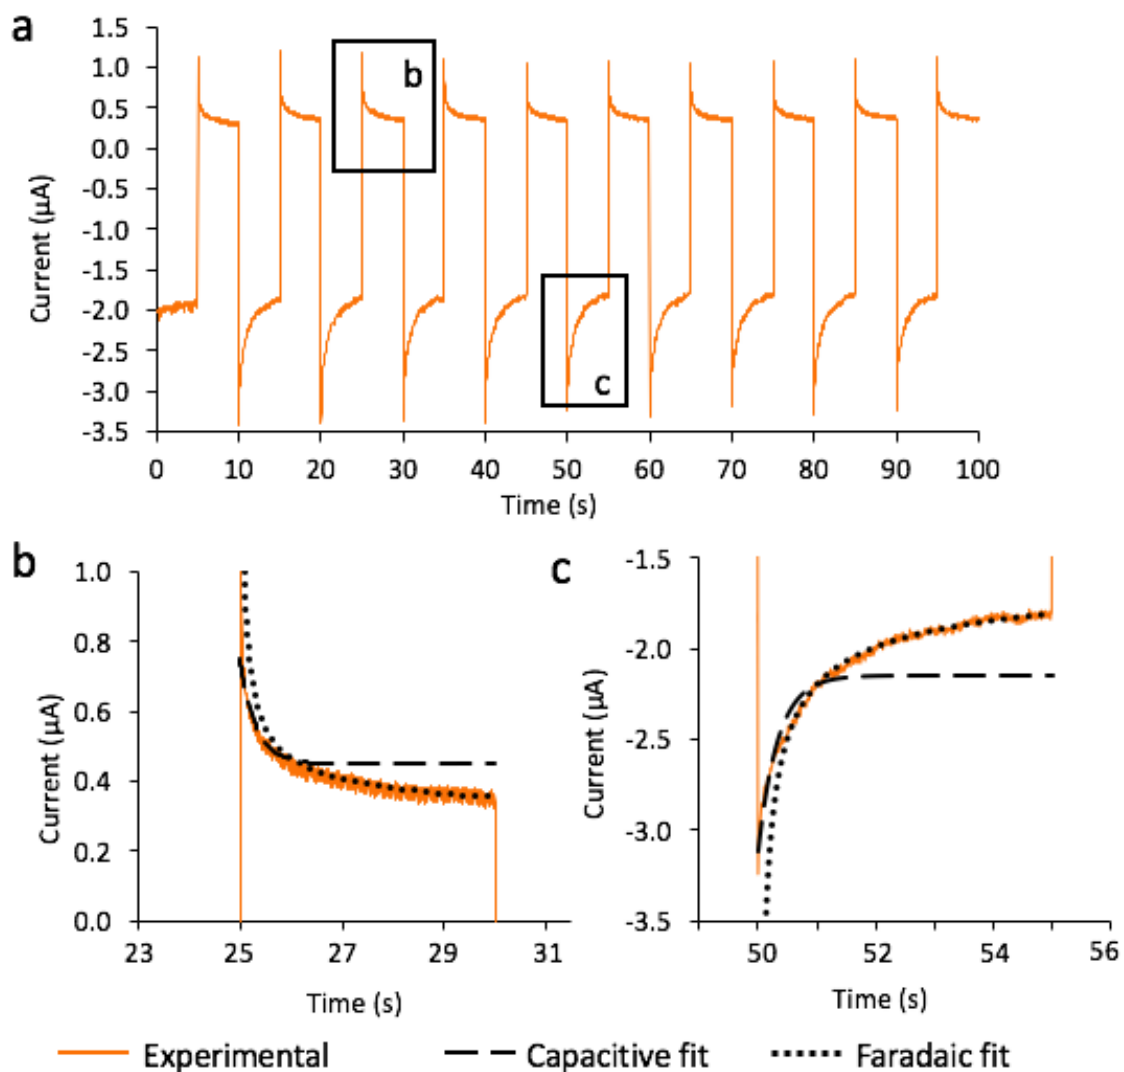 a
1.5
1.0
0.5
0.0
-0.5
-1.0
-1.5
-2.0
-2.5
-3.0
-3.5
Current (µA)
b
c
0 10 20 30 40 50 60 70 80 90 100
Time (s)
b
1.0
0.8
0.6
0.4
0.2
0.0
Current (µA)
23 25 27 29 31
Time (s)
c
-1.5
-2.0
-2.5
-3.0
-3.5
Current (µA)
50 52 54 56
Time (s)
Experimental Capacitive fit Faradaic fit